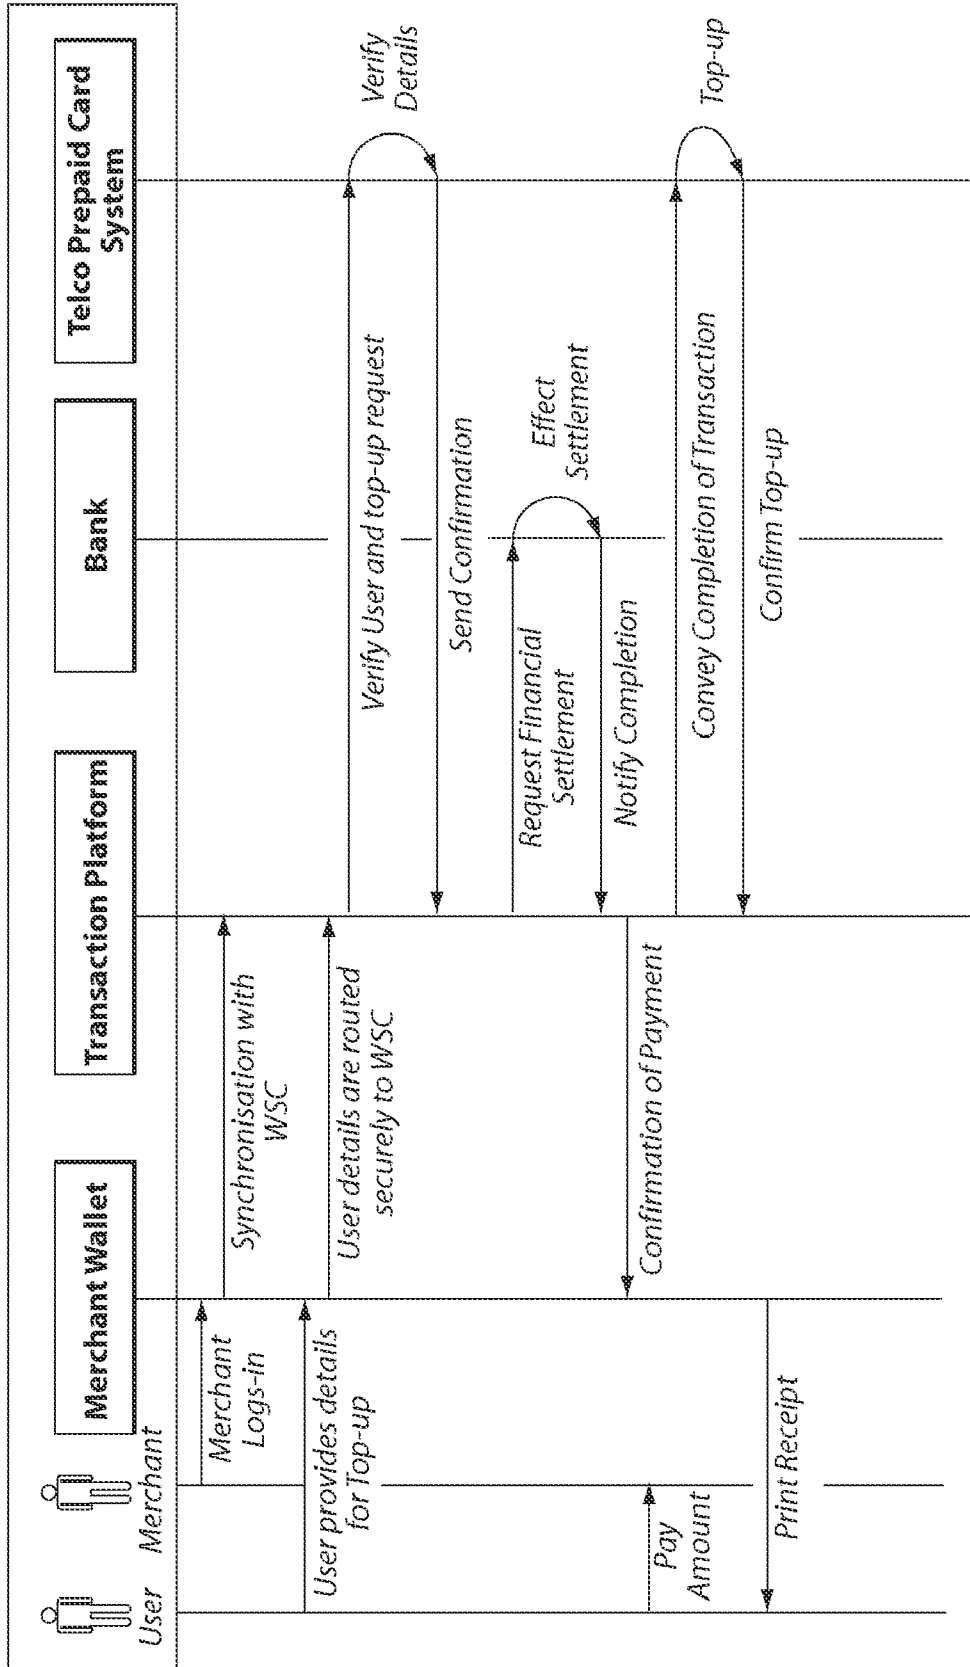 User
Merchant
Merchant Wallet
Transaction Platform
Bank
Telco Prepaid Card
System
Merchant
Logs-in
Synchronisation with
WSC
User provides details
for Top-up
User details are routed
securely to WSC
Verify User and top-up request
Verify
Details
Send Confirmation
Request Financial
Settlement
Effect
Settlement
Notify Completion
Confirmation of Payment
Pay
Amount
Convey Completion of Transaction
Top-up
Confirm Top-up
Print Receipt